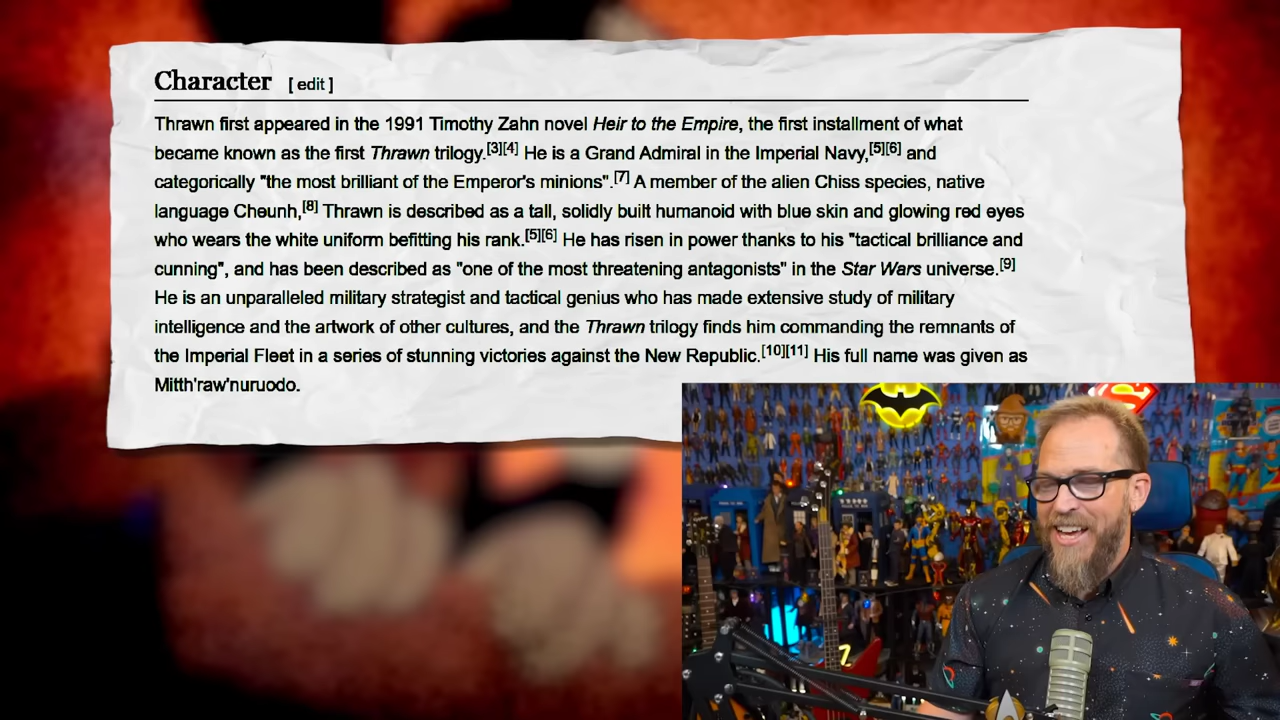 Character [ edit ]
Thrawn first appeared in the 1991 Timothy Zahn novel Heir to the Empire, the first installment of what
became known as the first Thrawn trilogy.[3][4] He is a Grand Admiral in the Imperial Navy,[5][6] and
categorically "the most brilliant of the Emperor's minions".[7] A member of the alien Chiss species, native
language Cheunh,[8] Thrawn is described as a tall, solidly built humanoid with blue skin and glowing red eyes
who wears the white uniform befitting his rank.[5][6] He has risen in power thanks to his "tactical brilliance and
cunning", and has been described as "one of the most threatening antagonists" in the Star Wars universe.[9]
He is an unparalleled military strategist and tactical genius who has made extensive study of military
intelligence and the artwork of other cultures, and the Thrawn trilogy finds him commanding the remnants of
the Imperial Fleet in a series of stunning victories against the New Republic.[10][11] His full name was given as
Mitth'raw'nuruodo.